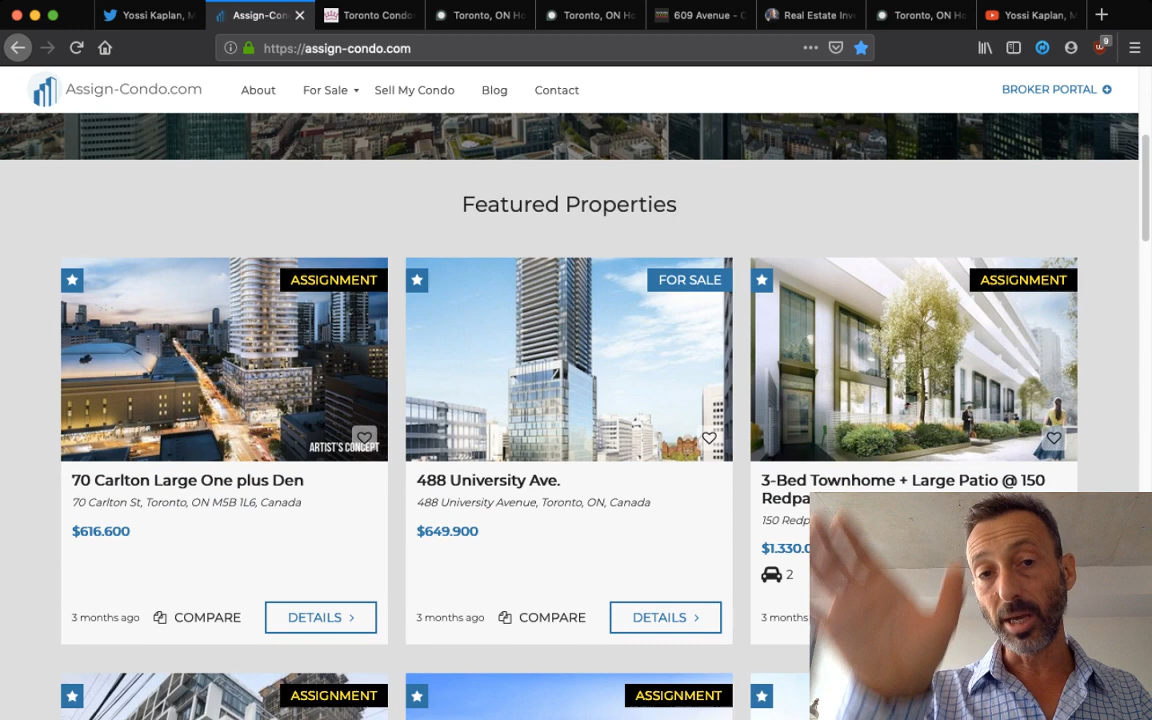 Yossi Kaplan, M
Assign-Con
Toronto Condo
Toronto, ON Ho
Toronto, ON Ho
609 Avenue - C
Real Estate Inv
Toronto, ON Ho
Yossi Kaplan, M
https://assign-condo.com
9
Assign-Condo.com
About
For Sale
Sell My Condo
Blog
Contact
BROKER PORTAL
Featured Properties
ASSIGNMENT
FOR SALE
ASSIGNMENT
ARTIST'S CONCEPT
70 Carlton Large One plus Den
70 Carlton St, Toronto, ON M5B 1L6, Canada
$616.600
3 months ago
COMPARE
DETAILS
488 University Ave.
488 University Avenue, Toronto, ON, Canada
$649.900
3 months ago
COMPARE
DETAILS
3-Bed Townhome + Large Patio @ 150
Redpa
150 Redp
$1.330.0
2
3 months
ASSIGNMENT
ASSIGNMENT